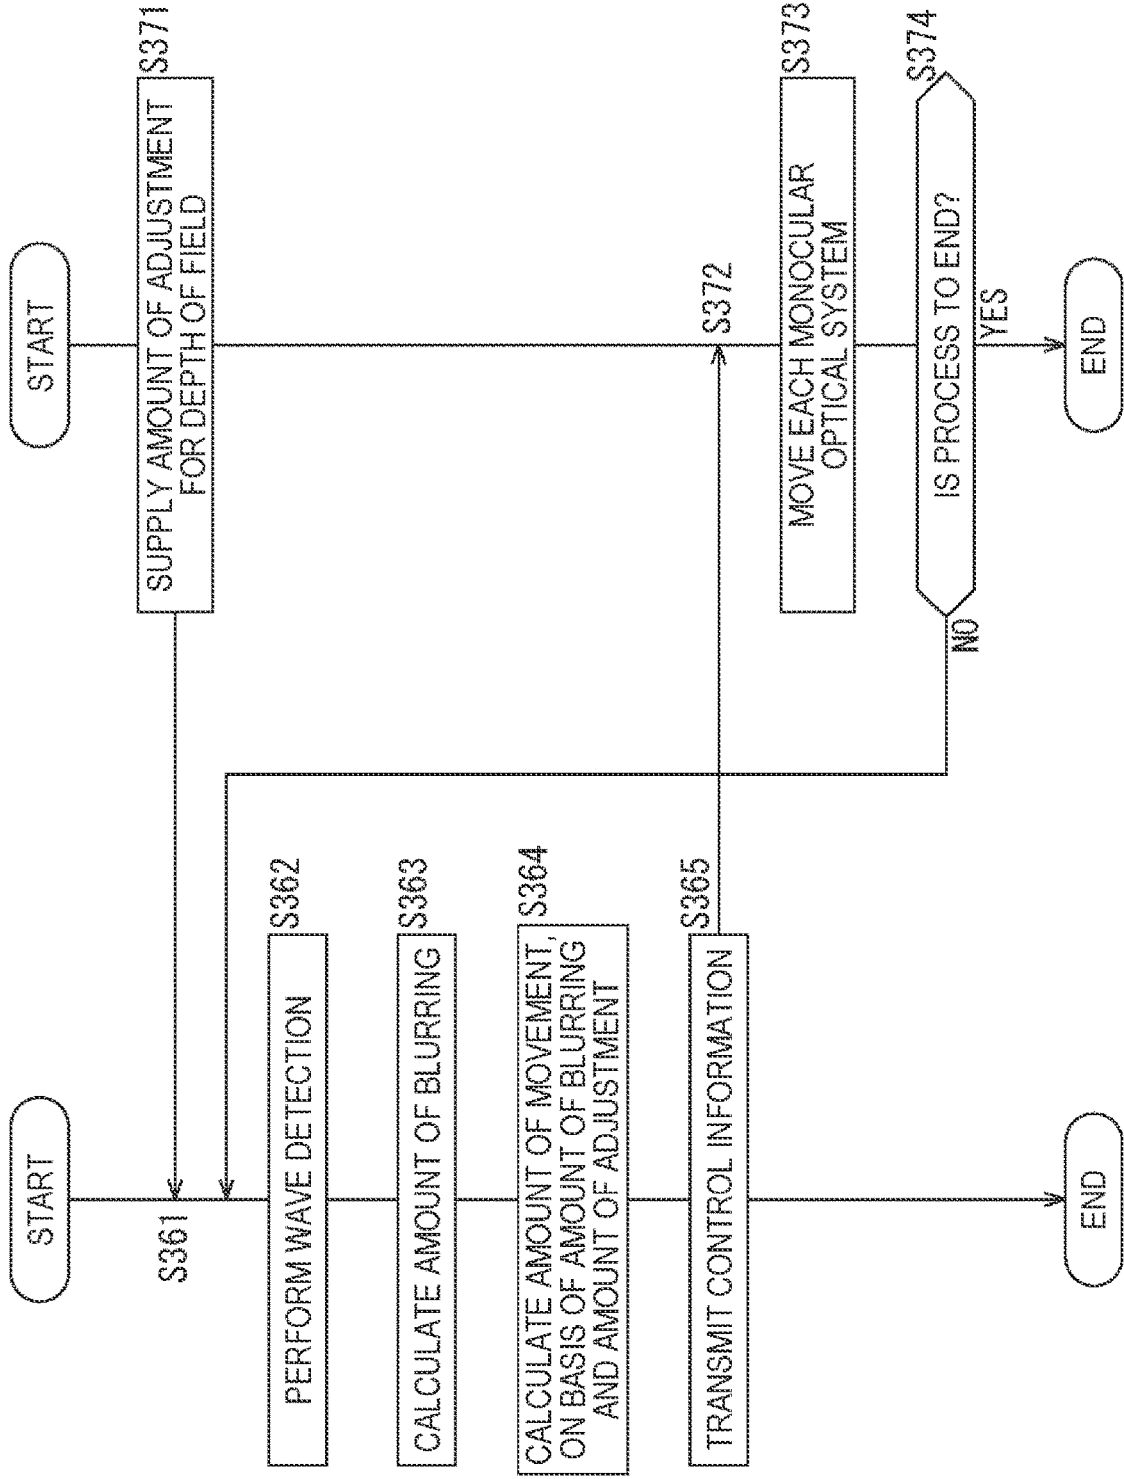 START
S361
PERFORM WAVE DETECTION
S362
CALCULATE AMOUNT OF BLURRING
S363
CALCULATE AMOUNT OF MOVEMENT,
ON BASIS OF AMOUNT OF BLURRING
AND AMOUNT OF ADJUSTMENT
S364
TRANSMIT CONTROL INFORMATION
S365
END
START
SUPPLY AMOUNT OF ADJUSTMENT
FOR DEPTH OF FIELD
S371
S372
MOVE EACH MONOCULAR
OPTICAL SYSTEM
S373
IS PROCESS TO END?
S374
NO
YES
END